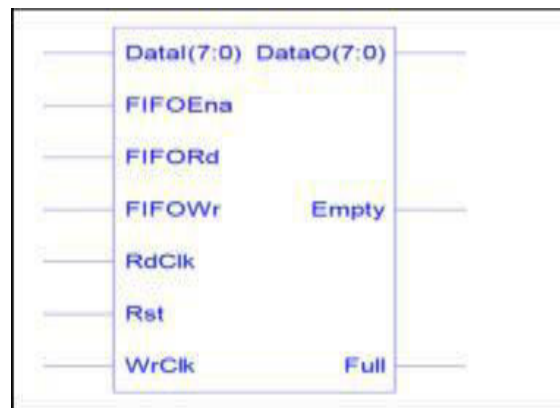 DataI(7:0) DataO(7:0)
FIFOEna
FIFORd
FIFOWr Empty
RdClk
Rst
WrClk Full